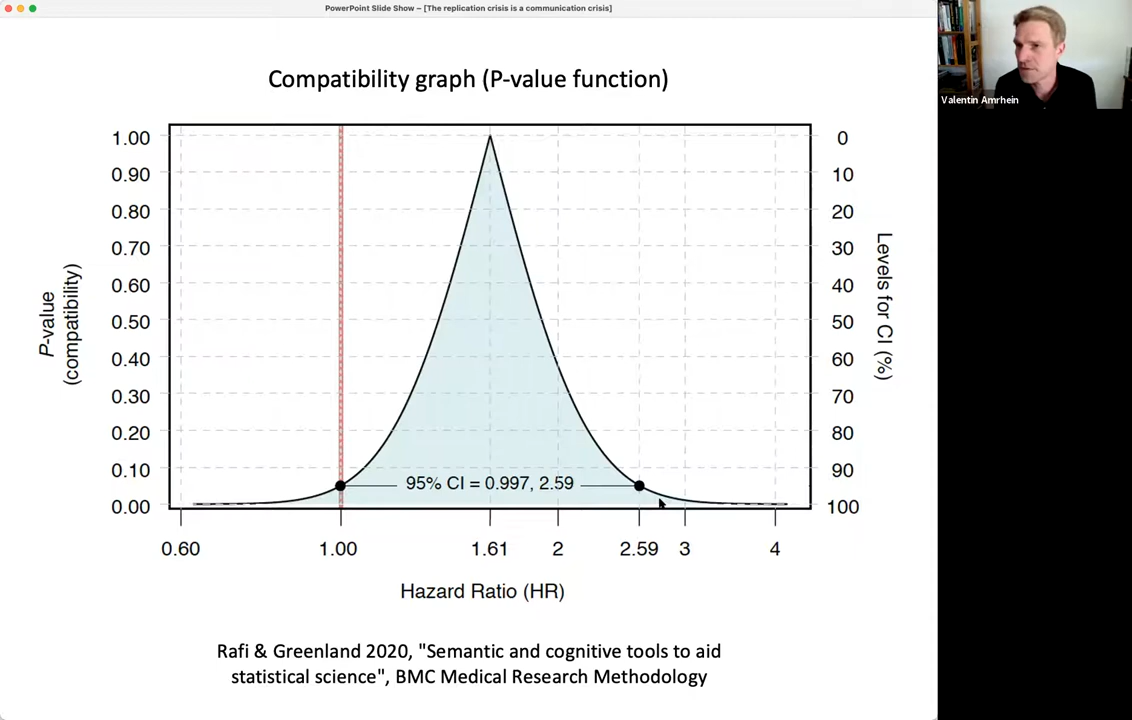 PowerPoint Slide Show – [The replication crisis is a communication crisis]
Valentin Amrhein
Compatibility graph (P-value function)
P-value
(compatibility)
1.00
0.90
0.80
0.70
0.60
0.50
0.40
0.30
0.20
0.10
0.00
95% CI = 0.997, 2.59
0
10
20
30
40
50
60
70
80
90
100
Levels for CI (%)
0.60 1.00 1.61 2 2.59 3 4
Hazard Ratio (HR)
Rafi & Greenland 2020, "Semantic and cognitive tools to aid
statistical science", BMC Medical Research Methodology